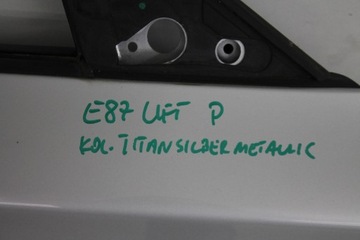 E87 LIFT P
KOL. TITANSILBER METALLIC